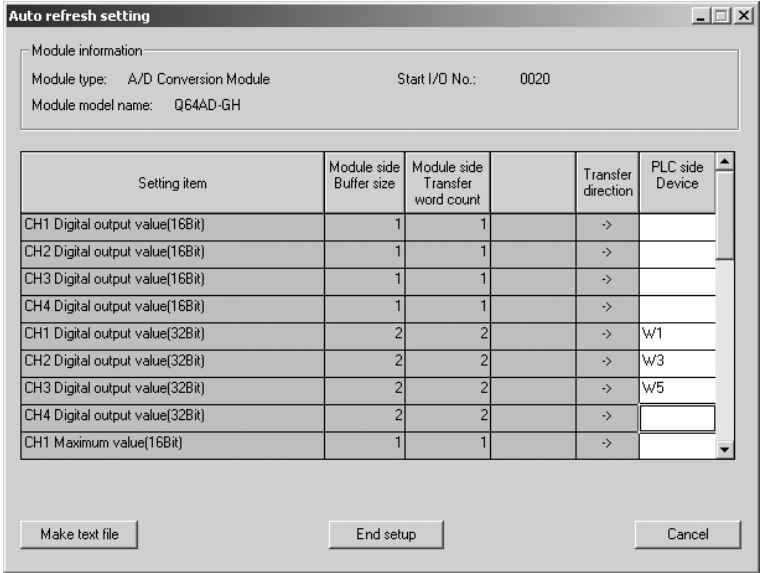 Auto refresh setting
Module information
Module type: A/D Conversion Module Start I/O No.: 0020
Module model name: Q64AD-GH
Setting item Module side Buffer size Module side Transfer word count Transfer direction PLC side Device
CH1 Digital output value(16Bit) 1 1 ->
CH2 Digital output value(16Bit) 1 1 ->
CH3 Digital output value(16Bit) 1 1 ->
CH4 Digital output value(16Bit) 1 1 ->
CH1 Digital output value(32Bit) 2 2 -> W1
CH2 Digital output value(32Bit) 2 2 -> W3
CH3 Digital output value(32Bit) 2 2 -> W5
CH4 Digital output value(32Bit) 2 2 ->
CH1 Maximum value(16Bit) 1 1 ->
Make text file End setup Cancel